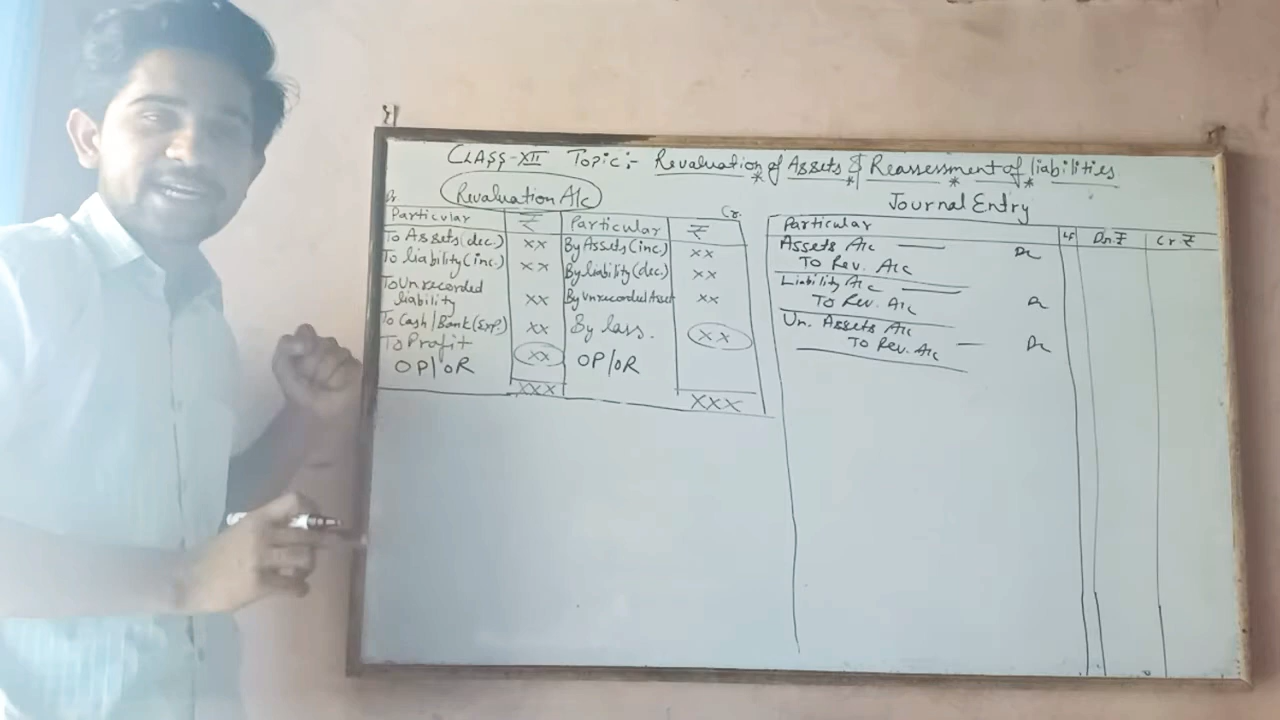 CLASS-XII Topic:- Revaluation of Assets & Reassessment of liabilities
Revaluation A/c
Dr. Cr.
Particular ₹ Particular ₹
To Assets (dec.) xx By Assets (inc.) xx
To liability (inc.) xx By liability (dec.) xx
To Unrecorded
liability xx By Unrecorded Asset xx
To Cash/Bank (Exp.) xx By lass. xx
To Profit xx
OP/OR OP/OR
xxx xxx
Journal Entry
Particular Lf Dr.₹ Cr.₹
Assets A/c Dr
To Rev. A/c
Liability A/c
To Rev. A/c Dr
Un. Assets A/c
To Rev. A/c Dr